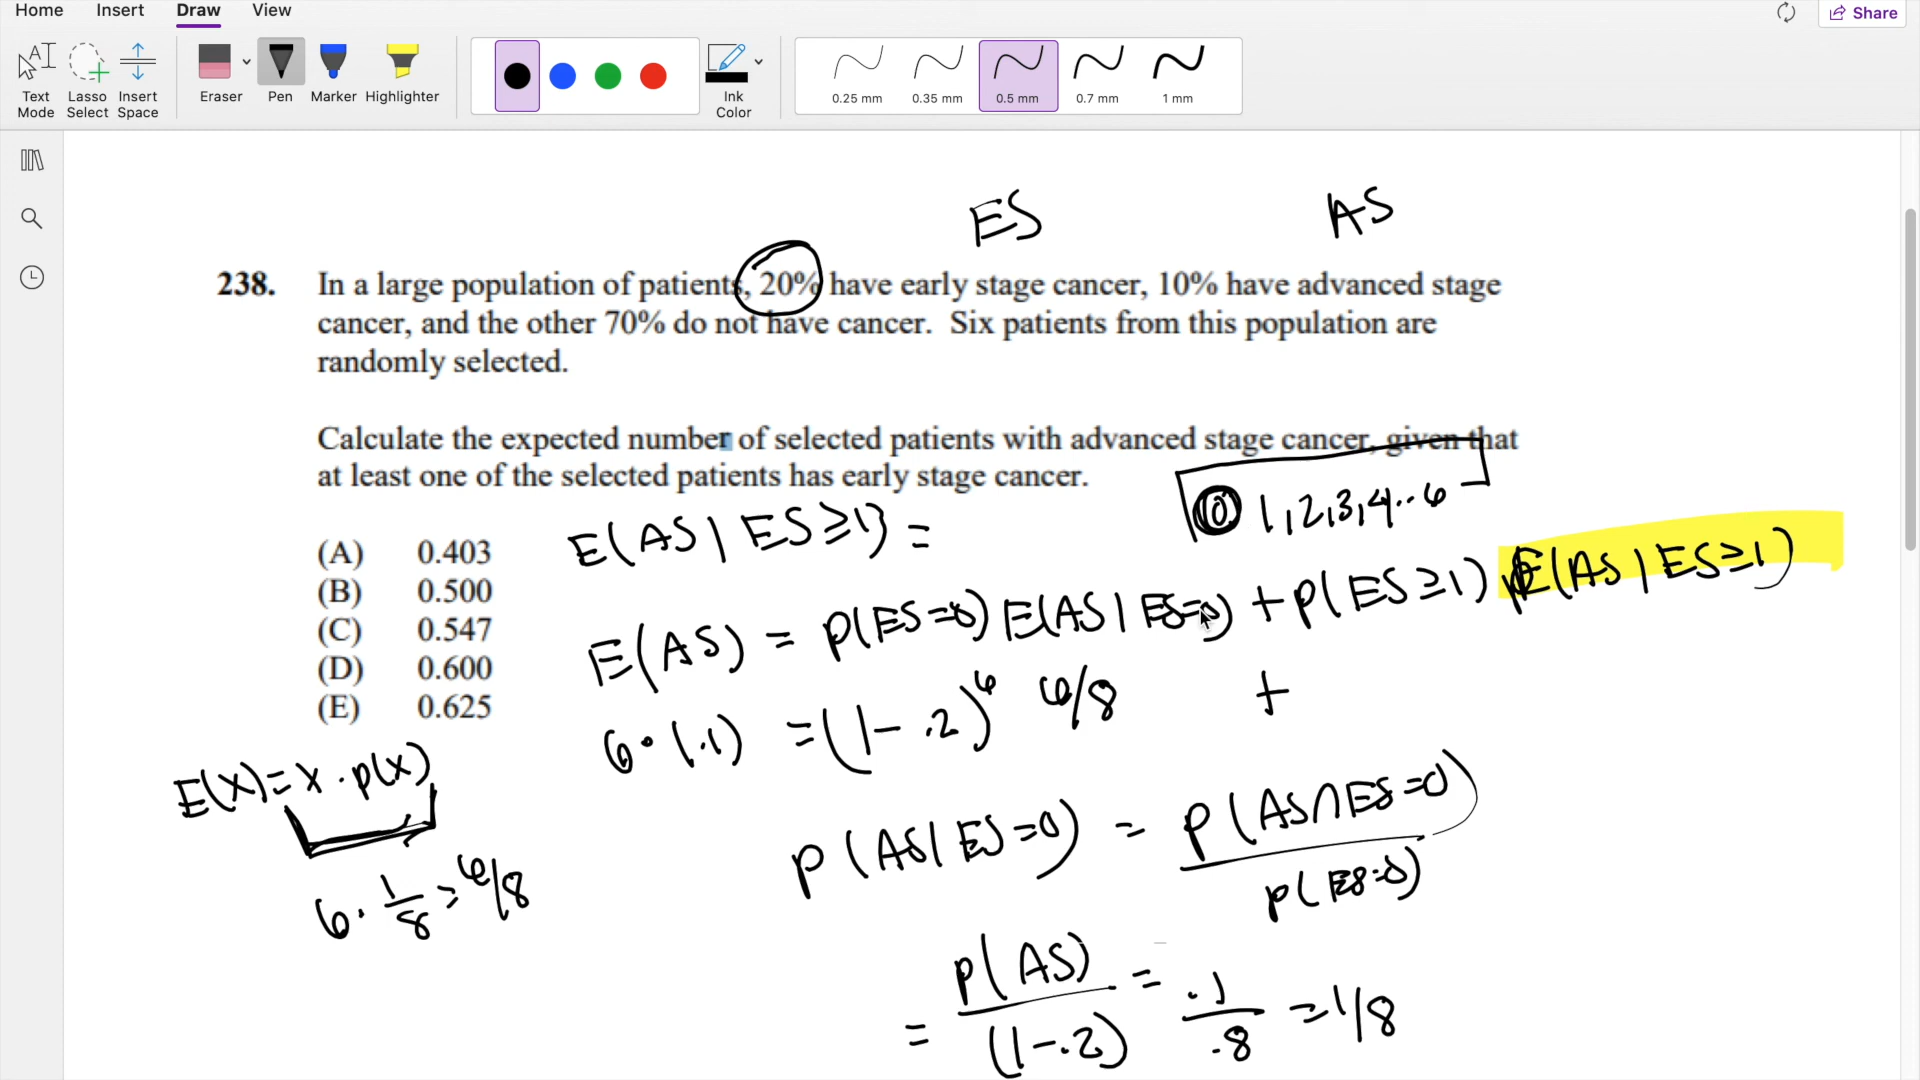 Home Insert Draw View
Share
Text Mode
Lasso Select
Insert Space
Eraser
Pen
Marker
Highlighter
Ink Color
0.25 mm
0.35 mm
0.5 mm
0.7 mm
1 mm
ES AS
238. In a large population of patients, 20% have early stage cancer, 10% have advanced stage
cancer, and the other 70% do not have cancer. Six patients from this population are
randomly selected.
Calculate the expected number of selected patients with advanced stage cancer, given that
at least one of the selected patients has early stage cancer.
(A) 0.403
(B) 0.500
(C) 0.547
(D) 0.600
(E) 0.625
0 1,2,3,4..6
E(AS | ES ≥ 1) =
E(AS) = p(ES=0) E(AS | ES=0) + p(ES ≥ 1) E(AS | ES ≥ 1)
6 · (.1) = (1 - .2)^6 6/8 +
E(X) = x · p(x)
6 · 1/8 = 6/8
p(AS | ES=0) = p(AS ∩ ES=0) / p(ES=0)
= p(AS) / (1-.2) = .1 / .8 = 1/8